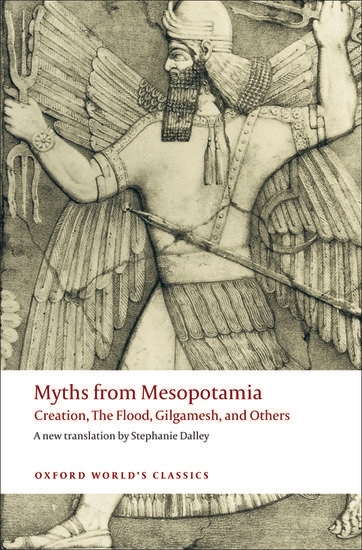 Myths from Mesopotamia
Creation, The Flood, Gilgamesh, and Others
A new translation by Stephanie Dalley
OXFORD WORLD'S CLASSICS